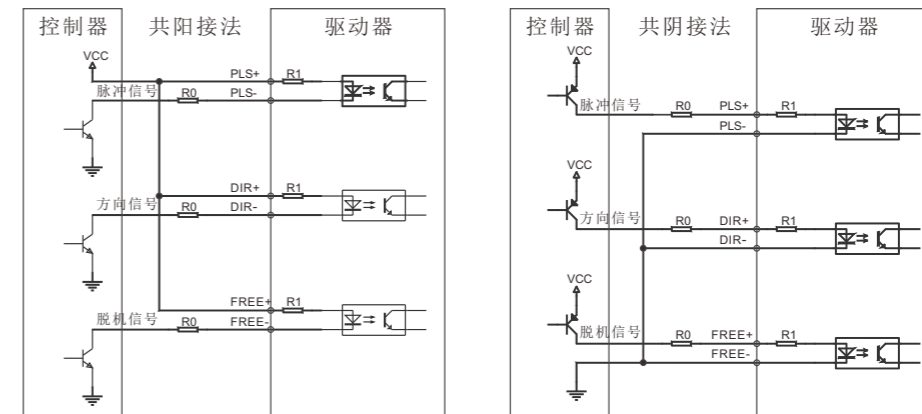 控制器 共阳接法 驱动器
VCC
PLS+ R1
脉冲信号 R0 PLS-
DIR+ R1
方向信号 R0 DIR-
FREE+ R1
脱机信号 R0 FREE-
控制器 共阴接法 驱动器
VCC
脉冲信号 R0 PLS+ R1
PLS-
VCC
方向信号 R0 DIR+ R1
DIR-
VCC
脱机信号 R0 FREE+ R1
FREE-